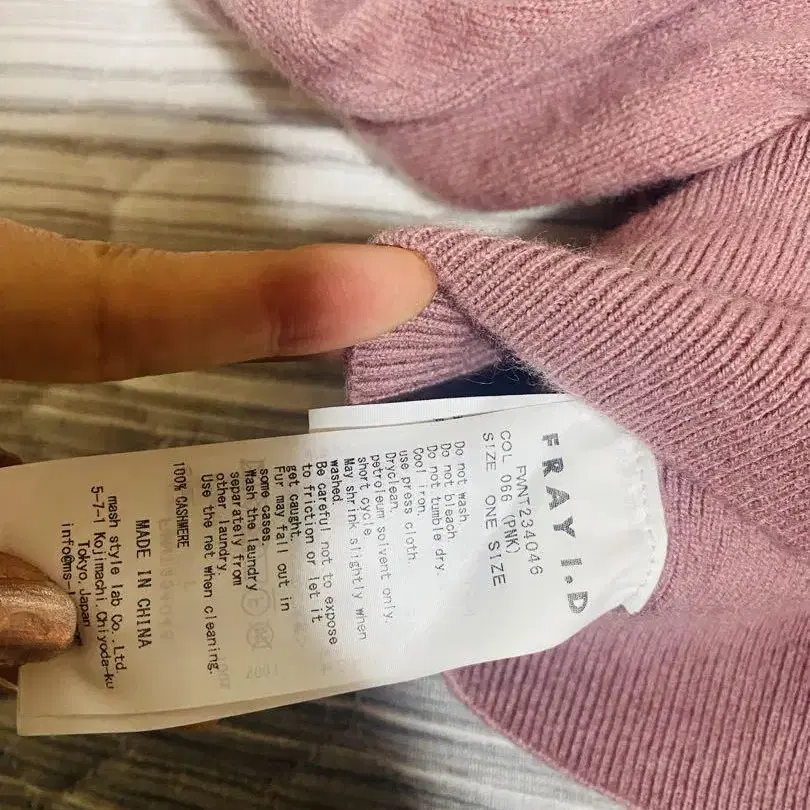 FRAY I.D
FWNT234046
COL 066 (PNK)
SIZE ONE SIZE
Do not wash.
Do not bleach.
Do not tumble dry.
Cool iron.
use press cloth.
Dryclean.
petroleum solvent only.
short cycle
May shrink slightly when
washed.
Be careful not to expose
to friction or let it
get caught.
Fur may fall out in
some cases.
Wash the laundry
separately from
other laundry.
Use the net when cleaning.
100% CASHMERE
MADE IN CHINA
mash style lab Co.,Ltd.
5-7-1 Kojimachi.Chiyoda-ku
Tokyo.Japan
info@ms-l